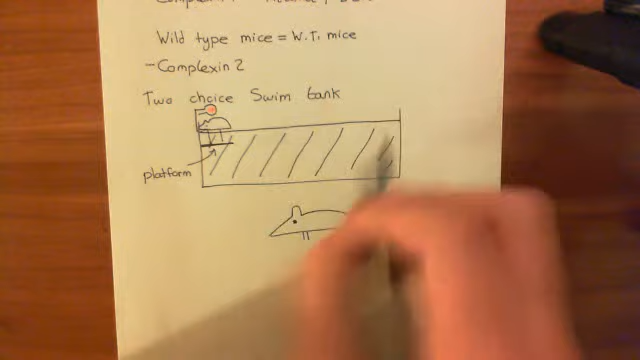 Wild type mice = W.T. mice
- Complexin 2
Two choice Swim tank
platform